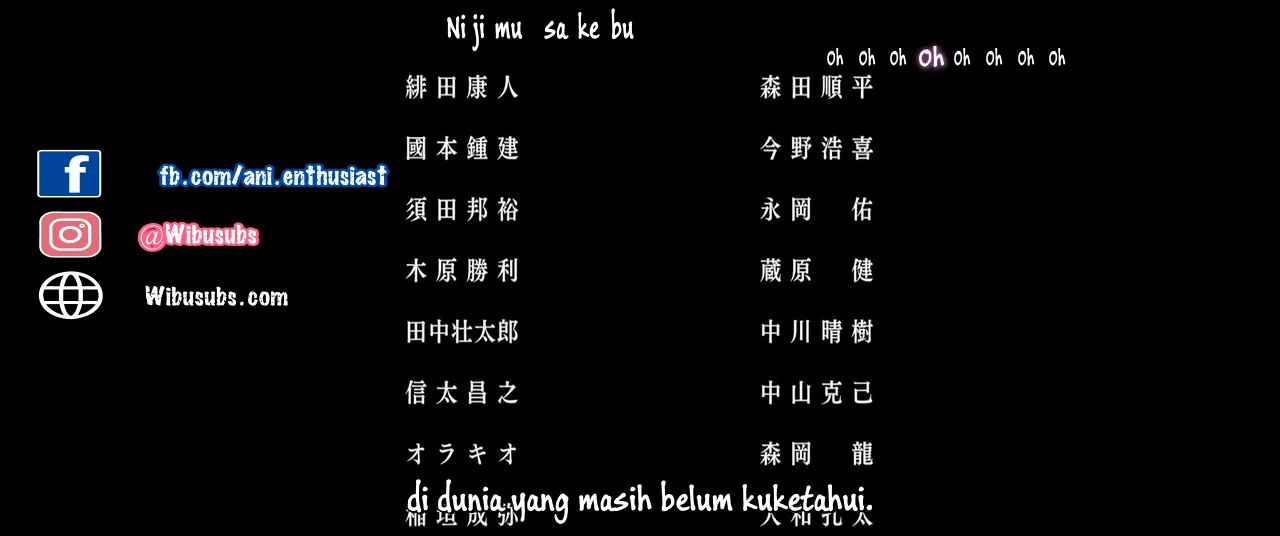 Ni ji mu sa ke bu
Oh Oh Oh Oh Oh Oh Oh Oh
緋田康人 森田順平
國本鍾建 今野浩喜
fb.com/ani.enthusiast
須田邦裕 永岡 佑
@Wibusubs
木原勝利 蔵原 健
Wibusubs.com
田中壮太郎 中川晴樹
信太昌之 中山克己
オラキオ 森岡 龍
di dunia yang masih belum kuketahui.
稲垣成弥